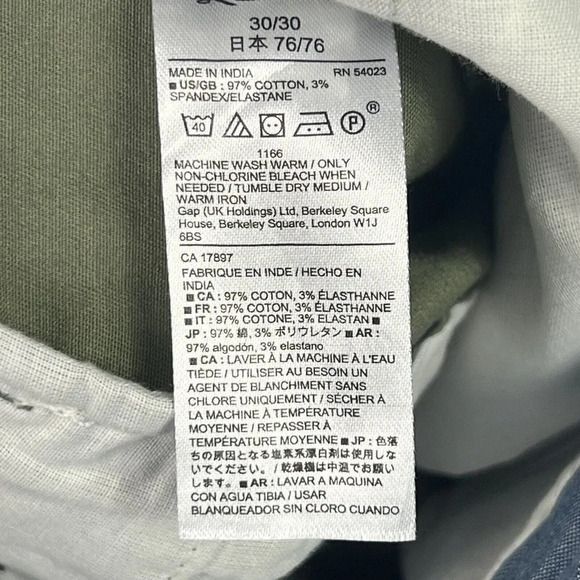 30/30
日本 76/76
MADE IN INDIA RN 54023
■ US/GB : 97% COTTON, 3%
SPANDEX/ELASTANE
40 P ®
1166
MACHINE WASH WARM / ONLY
NON-CHLORINE BLEACH WHEN
NEEDED / TUMBLE DRY MEDIUM /
WARM IRON
Gap (UK Holdings) Ltd, Berkeley Square
House, Berkeley Square, London W1J
6BS
CA 17897
FABRIQUE EN INDE / HECHO EN
INDIA
■ CA : 97% COTON, 3% ÉLASTHANNE
■ FR : 97% COTON, 3% ÉLASTHANNE
■ IT : 97% COTONE, 3% ELASTAN ■
JP : 97% 綿, 3% ポリウレタン ■ AR :
97% algodón, 3% elastano
■ CA : LAVER À LA MACHINE À L'EAU
TIÈDE / UTILISER AU BESOIN UN
AGENT DE BLANCHIMENT SANS
CHLORE UNIQUEMENT / SÉCHER À
LA MACHINE À TEMPÉRATURE
MOYENNE / REPASSER À
TEMPÉRATURE MOYENNE ■ JP : 色落
ちの原因となる塩素系漂白剤は使用し
ないでください。/ 乾燥機は中温でお願い
します。 ■ AR : LAVAR A MAQUINA
CON AGUA TIBIA / USAR
BLANQUEADOR SIN CLORO CUANDO